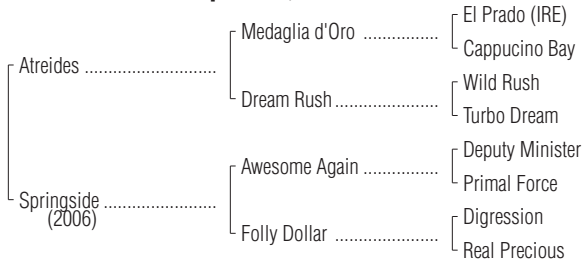 El Prado (IRE)
Medaglia d'Oro ................
Cappucino Bay
Atreides ............................
Wild Rush
Dream Rush ......................
Turbo Dream
Deputy Minister
Awesome Again ................
Primal Force
Springside ........................
(2006)
Digression
Folly Dollar ......................
Real Precious